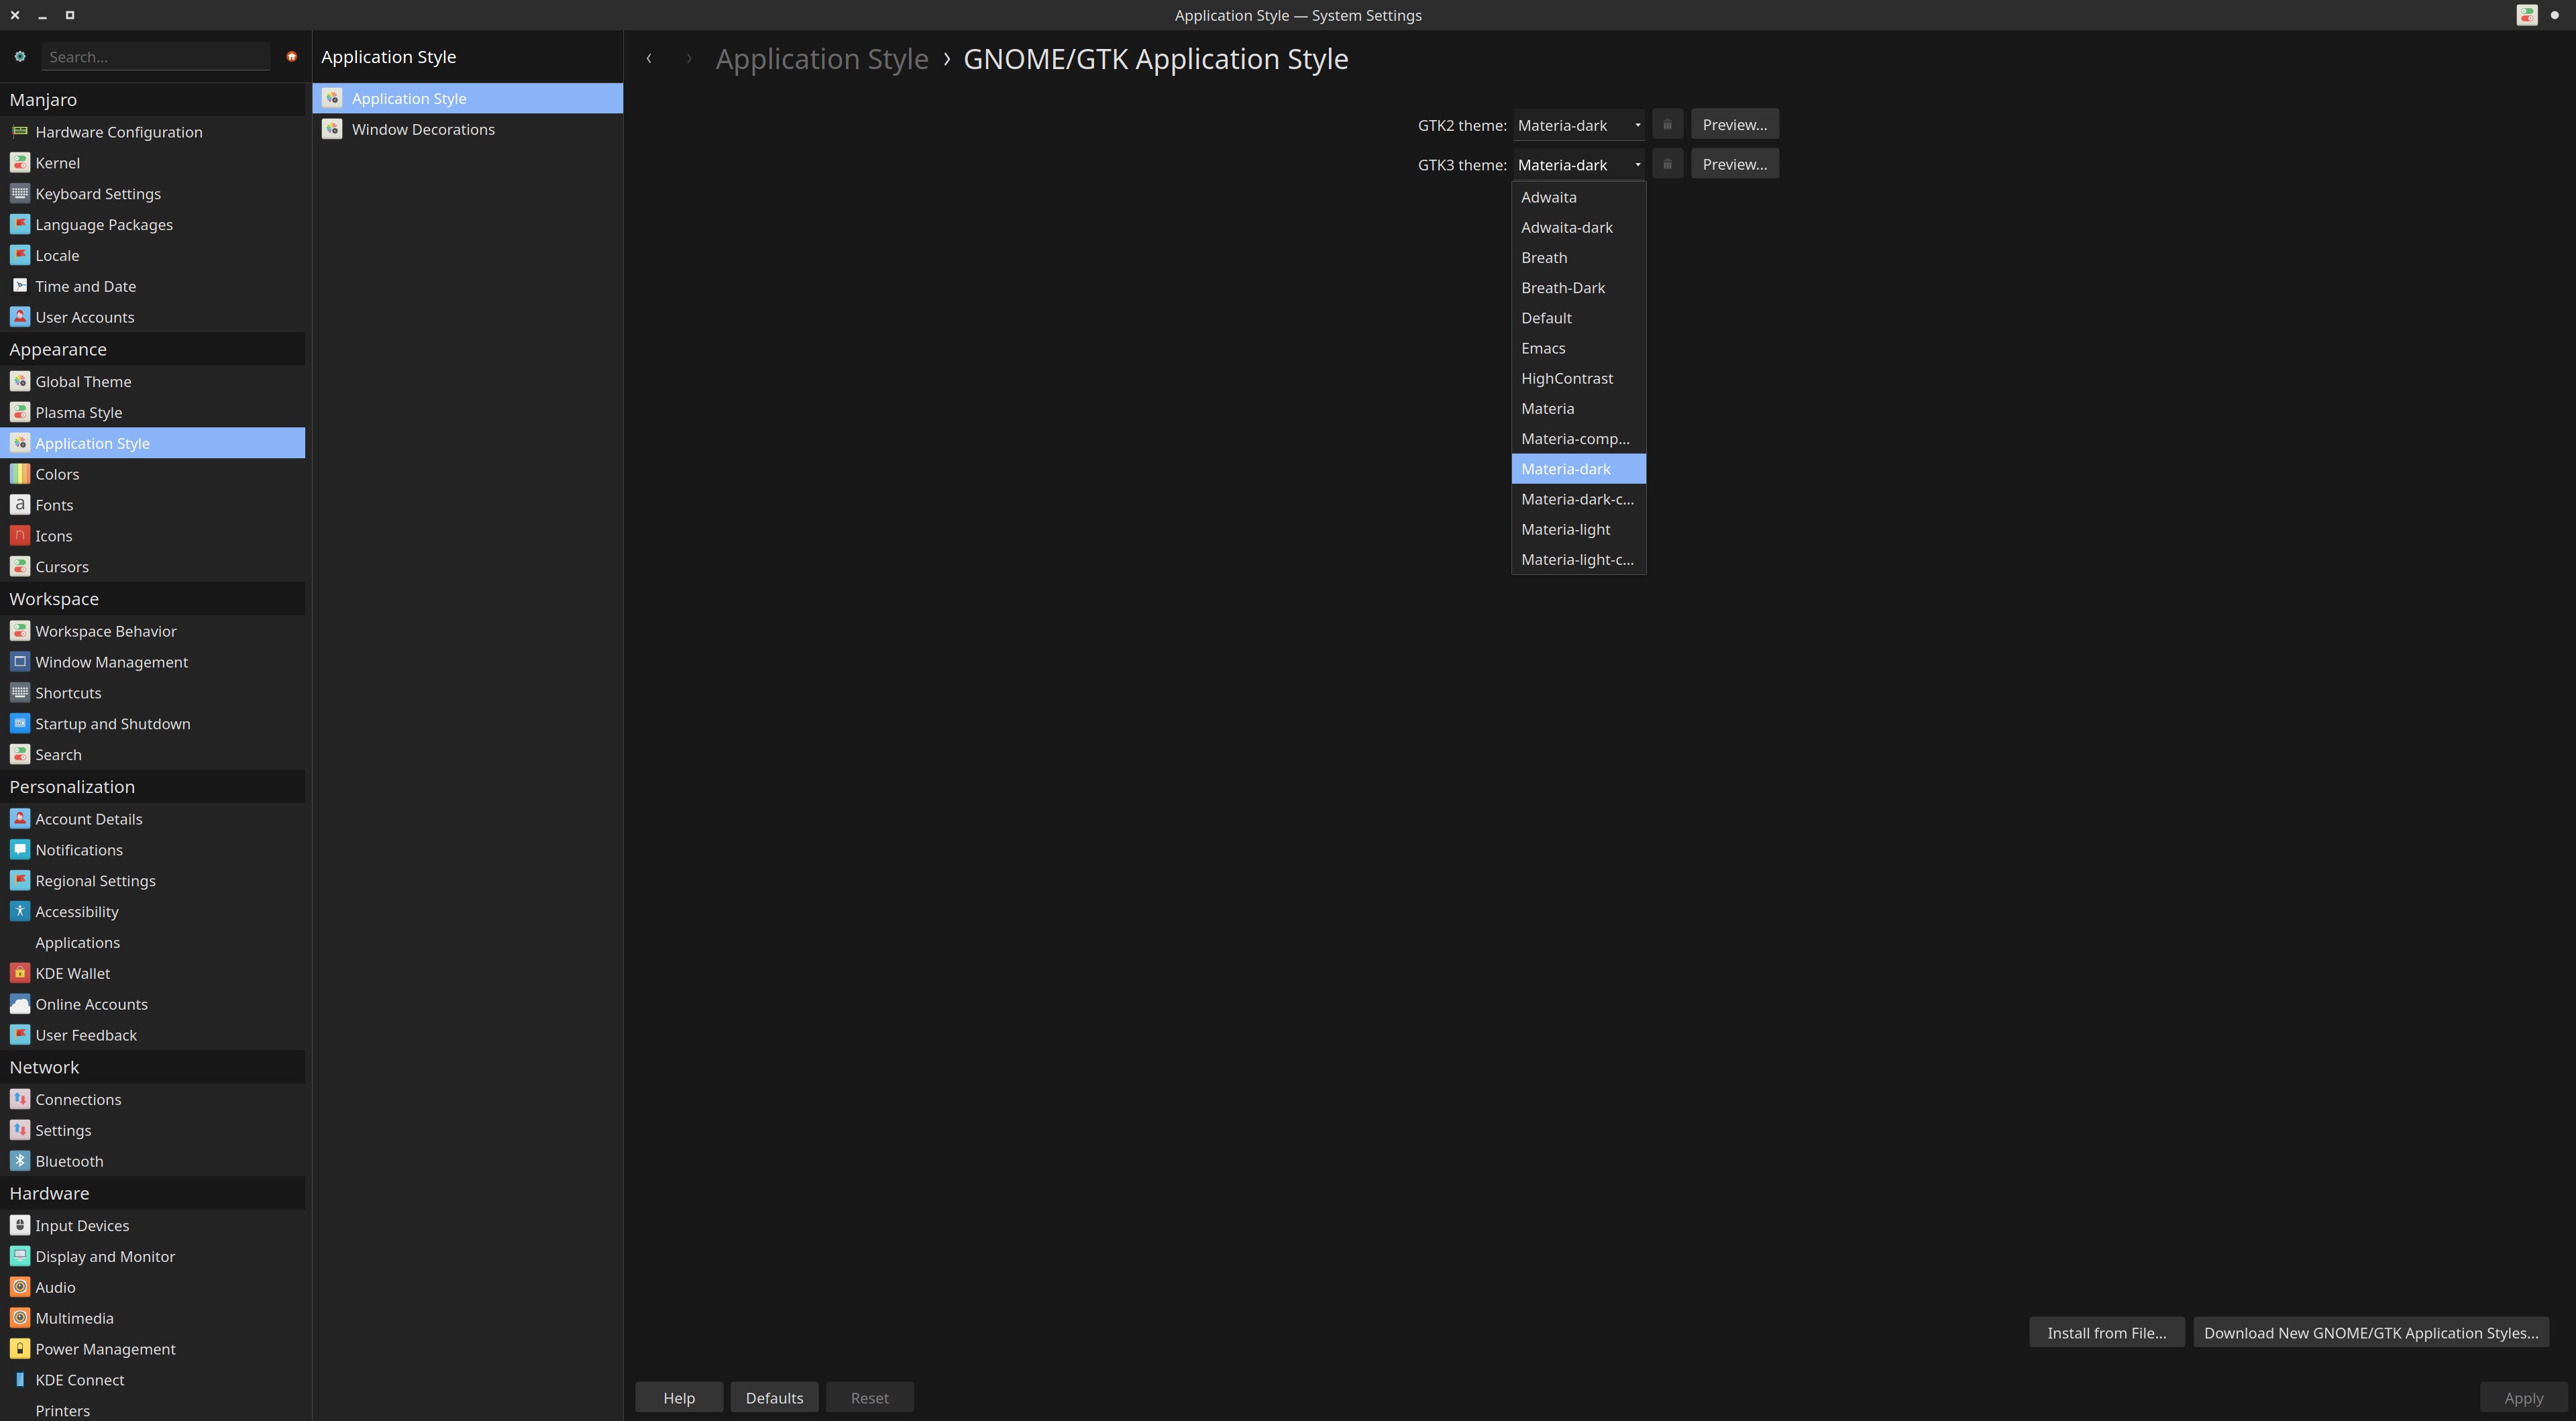 Application Style — System Settings
Search...
Manjaro
Hardware Configuration
Kernel
Keyboard Settings
Language Packages
Locale
Time and Date
User Accounts
Appearance
Global Theme
Plasma Style
Application Style
Colors
Fonts
Icons
Cursors
Workspace
Workspace Behavior
Window Management
Shortcuts
Startup and Shutdown
Search
Personalization
Account Details
Notifications
Regional Settings
Accessibility
Applications
KDE Wallet
Online Accounts
User Feedback
Network
Connections
Settings
Bluetooth
Hardware
Input Devices
Display and Monitor
Audio
Multimedia
Power Management
KDE Connect
Printers
Application Style
Application Style
Window Decorations
Application Style › GNOME/GTK Application Style
GTK2 theme: Materia-dark Preview...
GTK3 theme: Materia-dark Preview...
Adwaita
Adwaita-dark
Breath
Breath-Dark
Default
Emacs
HighContrast
Materia
Materia-comp...
Materia-dark
Materia-dark-c...
Materia-light
Materia-light-c...
Install from File... Download New GNOME/GTK Application Styles...
Help Defaults Reset Apply